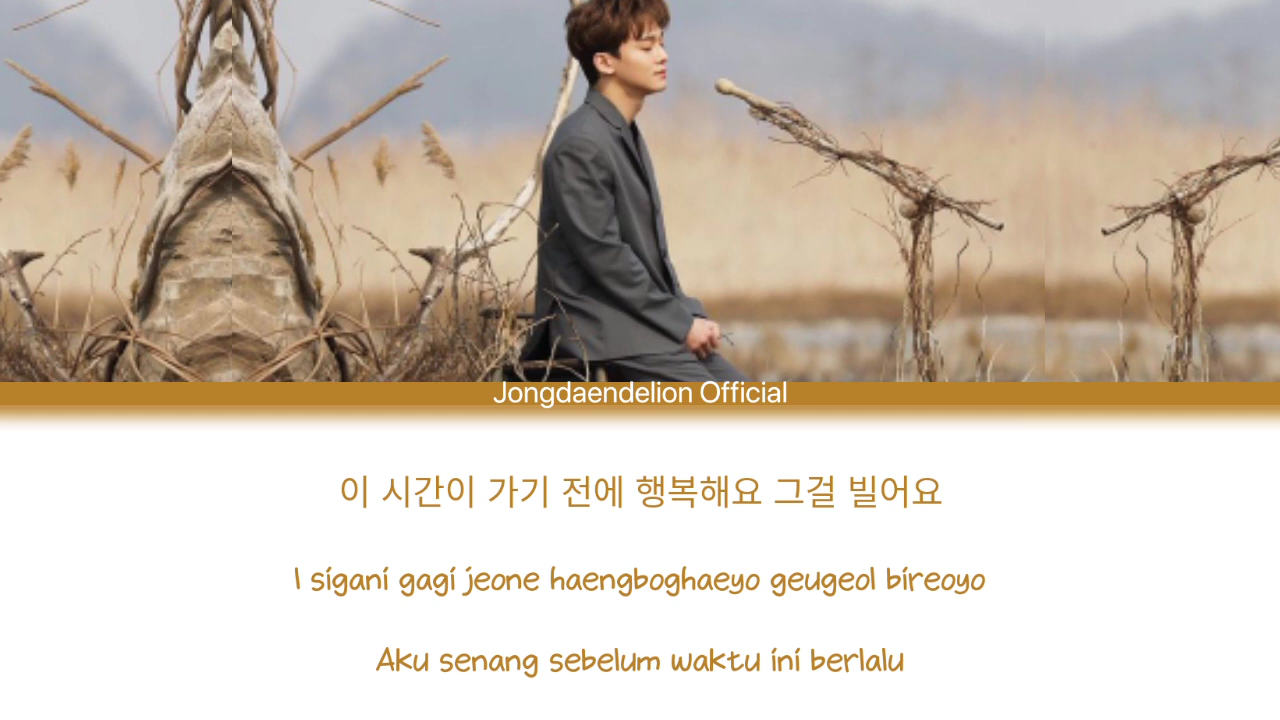 Jongdaendelion Official
이 시간이 가기 전에 행복해요 그걸 빌어요
I sigani gagi jeone haengboghaeyo geugeol bireoyo
Aku senang sebelum waktu ini berlalu